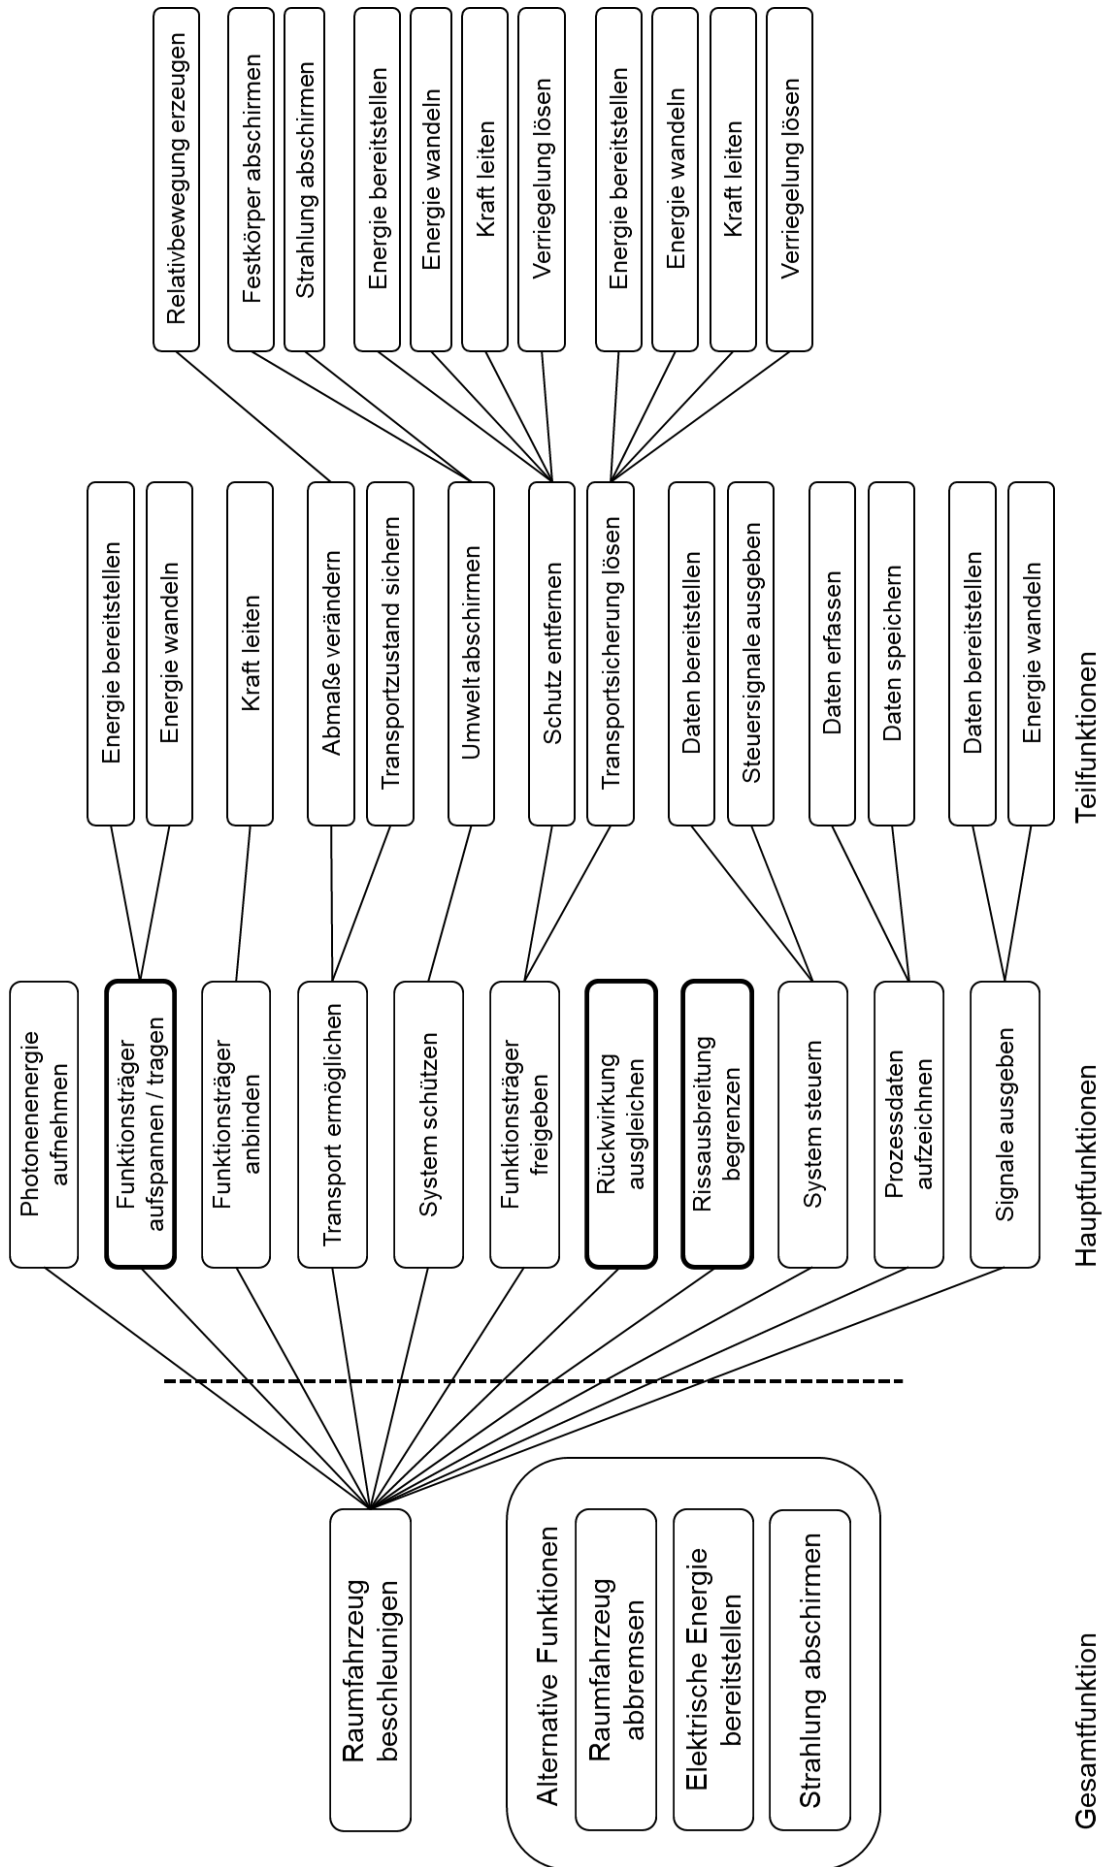 Raumfahrzeug
beschleunigen
Alternative Funktionen
Raumfahrzeug
abbremsen
Elektrische Energie
bereitstellen
Strahlung abschirmen
Gesamtfunktion
Photonenenergie
aufnehmen
Funktionsträger
aufspannen / tragen
Funktionsträger
anbinden
Transport ermöglichen
System schützen
Funktionsträger
freigeben
Rückwirkung
ausgleichen
Rissausbreitung
begrenzen
System steuern
Prozessdaten
aufzeichnen
Signale ausgeben
Hauptfunktionen
Energie bereitstellen
Energie wandeln
Kraft leiten
Abmaße verändern
Transportzustand sichern
Umwelt abschirmen
Schutz entfernen
Transportsicherung lösen
Daten bereitstellen
Steuersignale ausgeben
Daten erfassen
Daten speichern
Daten bereitstellen
Energie wandeln
Teilfunktionen
Relativbewegung erzeugen
Festkörper abschirmen
Strahlung abschirmen
Energie bereitstellen
Energie wandeln
Kraft leiten
Verriegelung lösen
Energie bereitstellen
Energie wandeln
Kraft leiten
Verriegelung lösen